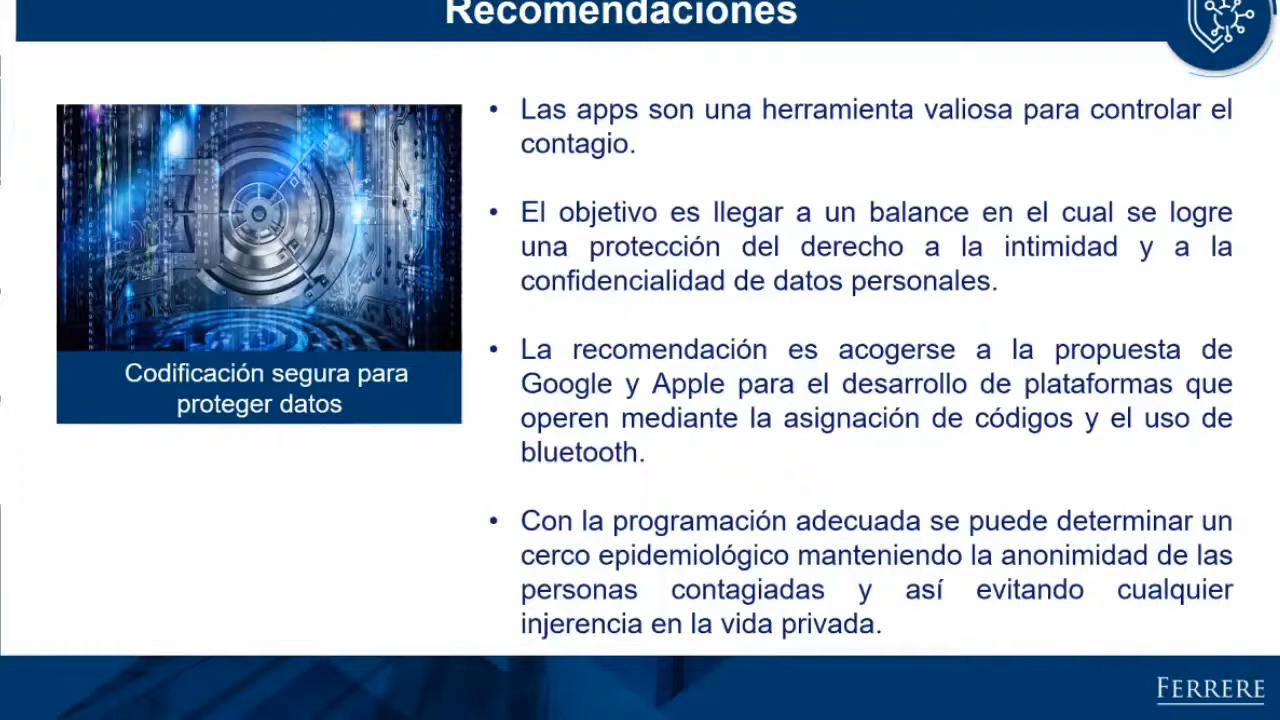 Recomendaciones
• Las apps son una herramienta valiosa para controlar el
contagio.
• El objetivo es llegar a un balance en el cual se logre
una protección del derecho a la intimidad y a la
confidencialidad de datos personales.
• La recomendación es acogerse a la propuesta de
Google y Apple para el desarrollo de plataformas que
operen mediante la asignación de códigos y el uso de
bluetooth.
• Con la programación adecuada se puede determinar un
cerco epidemiológico manteniendo la anonimidad de las
personas contagiadas y así evitando cualquier
injerencia en la vida privada.
Codificación segura para
proteger datos
FERRERE